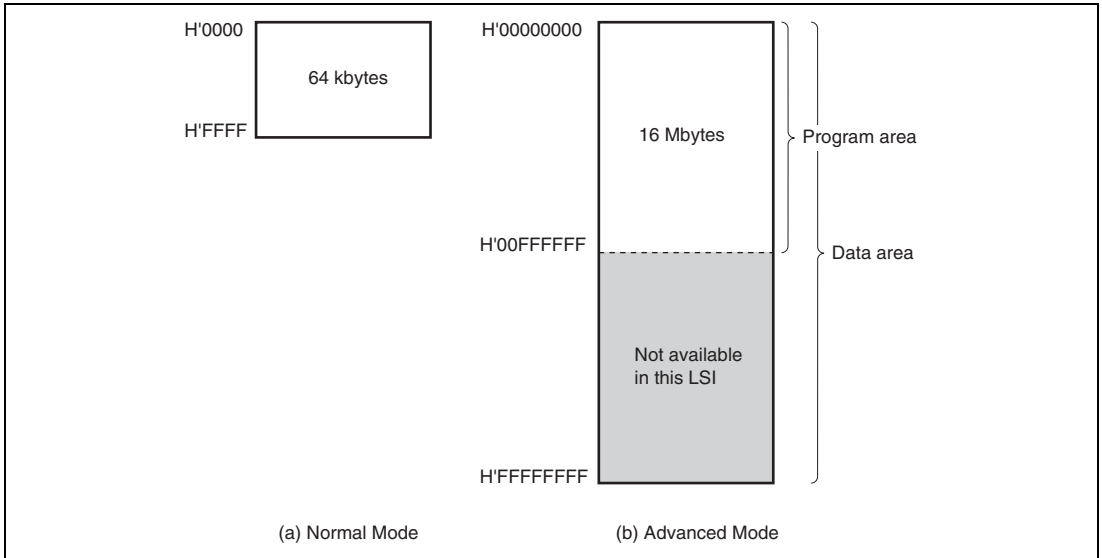 H'0000
64 kbytes
H'FFFF
(a) Normal Mode
H'00000000
16 Mbytes
Program area
H'00FFFFFF
Data area
Not available
in this LSI
H'FFFFFFFF
(b) Advanced Mode